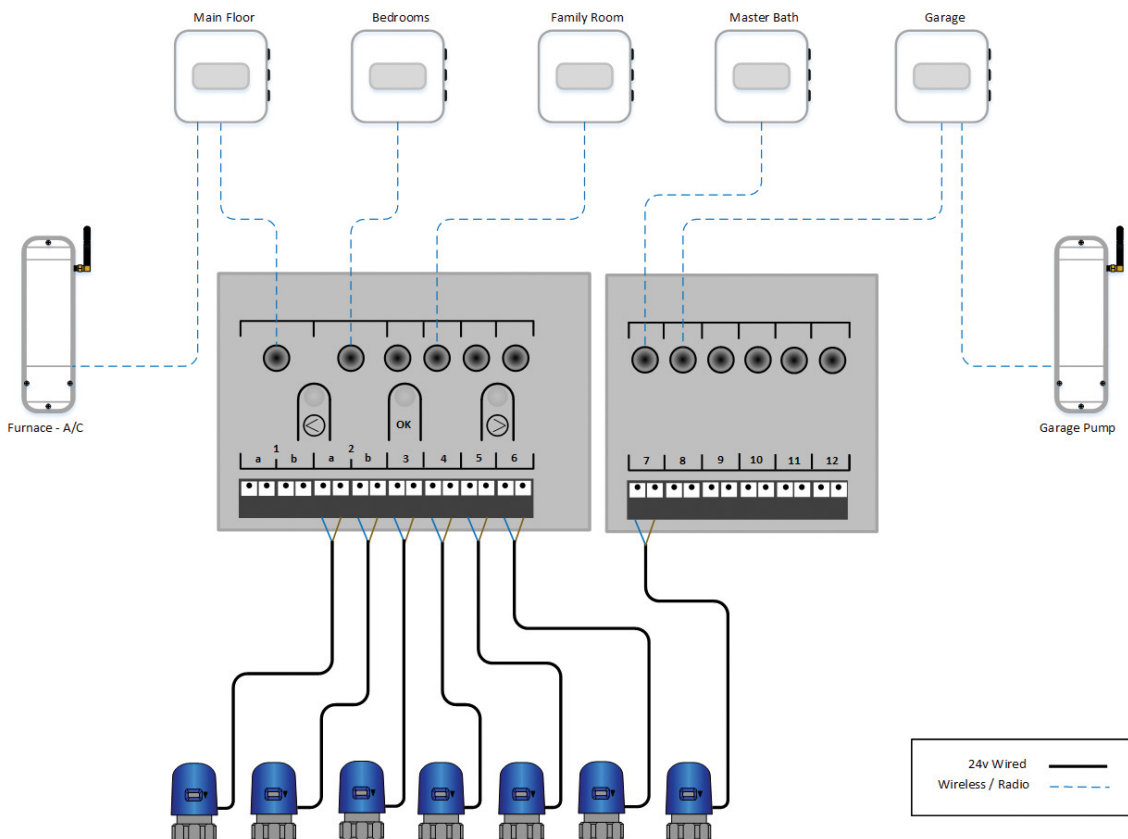 Main Floor
Bedrooms
Family Room
Master Bath
Garage
Furnace - A/C
Garage Pump
< OK >
1 2
a b a b 3 4 5 6
7 8 9 10 11 12
24v Wired
Wireless / Radio